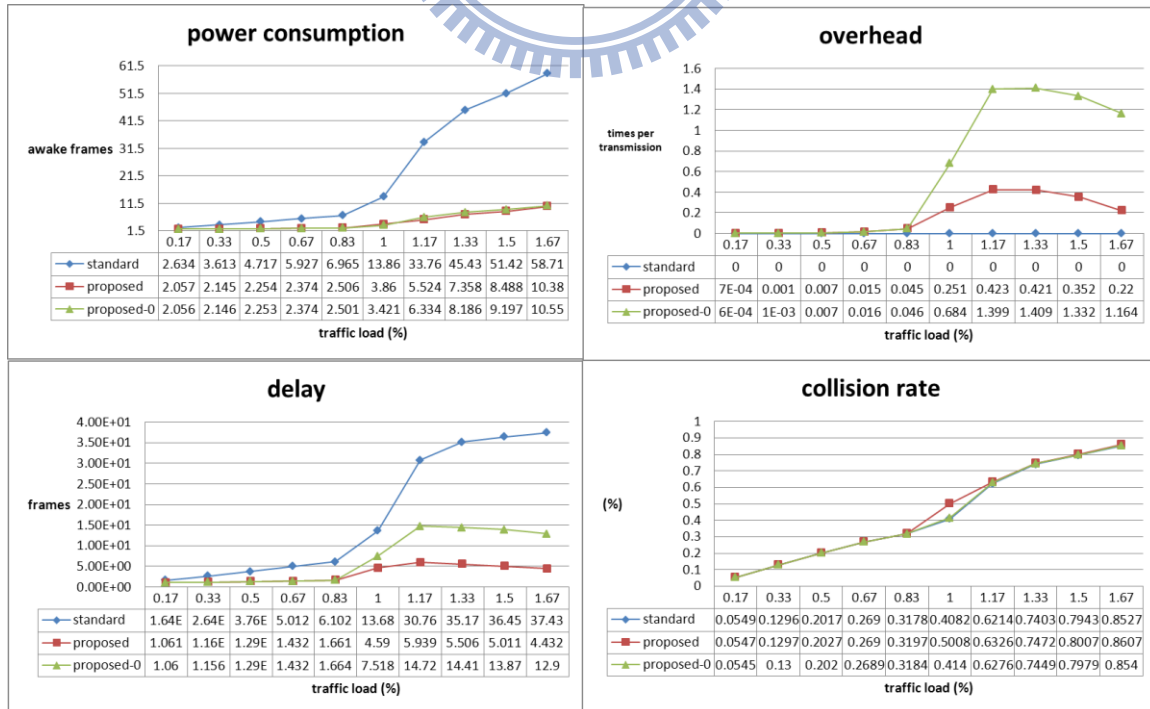 power consumption
61.5
51.5
41.5
awake frames
31.5
21.5
11.5
1.5
0.17 0.33 0.5 0.67 0.83 1 1.17 1.33 1.5 1.67
standard 2.634 3.613 4.717 5.927 6.965 13.86 33.76 45.43 51.42 58.71
proposed 2.057 2.145 2.254 2.374 2.506 3.86 5.524 7.358 8.488 10.38
proposed-0 2.056 2.146 2.253 2.374 2.501 3.421 6.334 8.186 9.197 10.55
traffic load (%)
overhead
1.6
1.4
1.2
times per
transmission
1
0.8
0.6
0.4
0.2
0
0.17 0.33 0.5 0.67 0.83 1 1.17 1.33 1.5 1.67
standard 0 0 0 0 0 0 0 0 0 0
proposed 7E-04 0.001 0.007 0.015 0.045 0.251 0.423 0.421 0.352 0.22
proposed-0 6E-04 1E-03 0.007 0.016 0.046 0.684 1.399 1.409 1.332 1.164
traffic load (%)
delay
4.00E+01
3.50E+01
3.00E+01
2.50E+01
frames
2.00E+01
1.50E+01
1.00E+01
5.00E+00
0.00E+00
0.17 0.33 0.5 0.67 0.83 1 1.17 1.33 1.5 1.67
standard 1.64E 2.64E 3.76E 5.012 6.102 13.68 30.76 35.17 36.45 37.43
proposed 1.061 1.16E 1.29E 1.432 1.661 4.59 5.939 5.506 5.011 4.432
proposed-0 1.06 1.156 1.29E 1.432 1.664 7.518 14.72 14.41 13.87 12.9
traffic load (%)
collision rate
1
0.9
0.8
0.7
0.6
(%)
0.5
0.4
0.3
0.2
0.1
0
0.17 0.33 0.5 0.67 0.83 1 1.17 1.33 1.5 1.67
standard 0.0549 0.1296 0.2017 0.269 0.3178 0.4082 0.6214 0.7403 0.7943 0.8527
proposed 0.0547 0.1297 0.2027 0.269 0.3197 0.5008 0.6326 0.7472 0.8007 0.8607
proposed-0 0.0545 0.13 0.202 0.2689 0.3184 0.414 0.6276 0.7449 0.7979 0.854
traffic load (%)